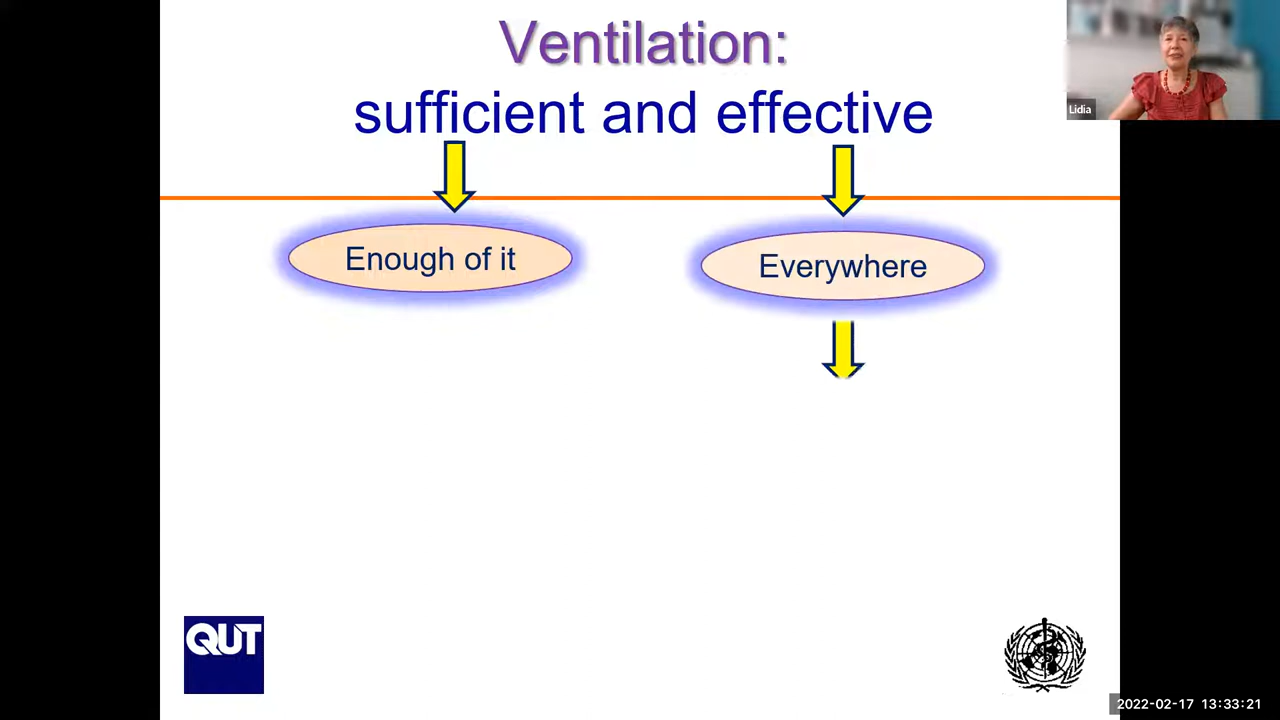 Ventilation:
sufficient and effective
Enough of it
Everywhere
Lidia
QUT
2022-02-17 13:33:21